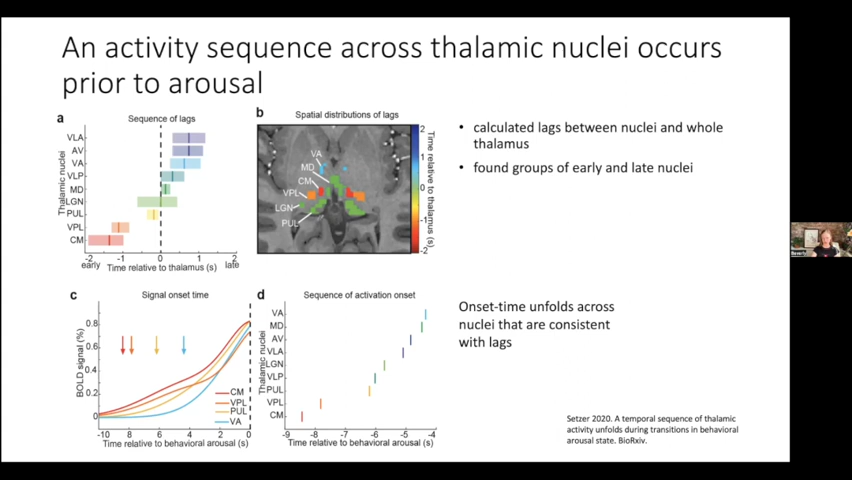 An activity sequence across thalamic nuclei occurs
prior to arousal
a
Sequence of lags
Thalamic nuclei
VLA
AV
VA
VLP
MD
LGN
PUL
VPL
CM
-2
-1
0
1
2
early
Time relative to thalamus (s)
late
b
Spatial distributions of lags
VA
MD
CM
VPL
LGN
PUL
2
1
0
-1
-2
Time relative to thalamus (s)
• calculated lags between nuclei and whole
thalamus
• found groups of early and late nuclei
c
Signal onset time
BOLD signal (%)
0.8
0.6
0.4
0.2
0
CM
VPL
PUL
VA
-10
-8
-6
-4
-2
0
Time relative to behavioral arousal (s)
d
Sequence of activation onset
Thalamic nuclei
VA
MD
AV
VLA
LGN
VLP
PUL
VPL
CM
-9
-8
-7
-6
-5
-4
Time relative to behavioral arousal (s)
Onset-time unfolds across
nuclei that are consistent
with lags
Setzer 2020. A temporal sequence of thalamic
activity unfolds during transitions in behavioral
arousal state. BioRxiv.